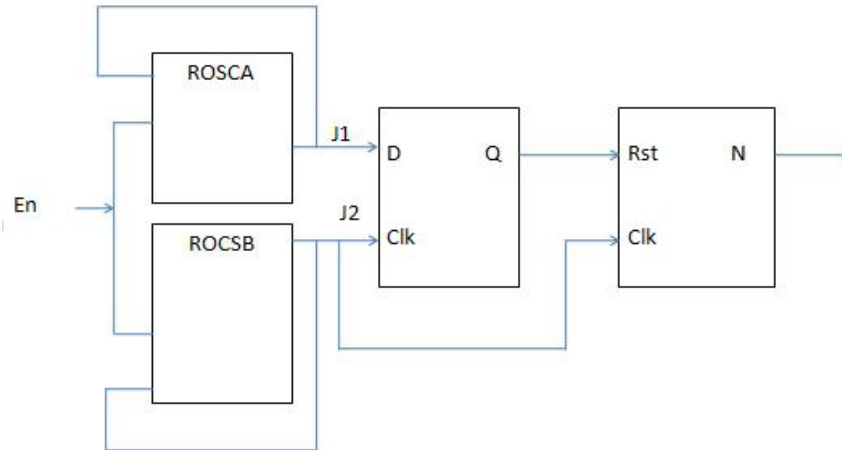 ROSCA
J1
D Q
Rst N
En
J2
ROCSB
Clk
Clk